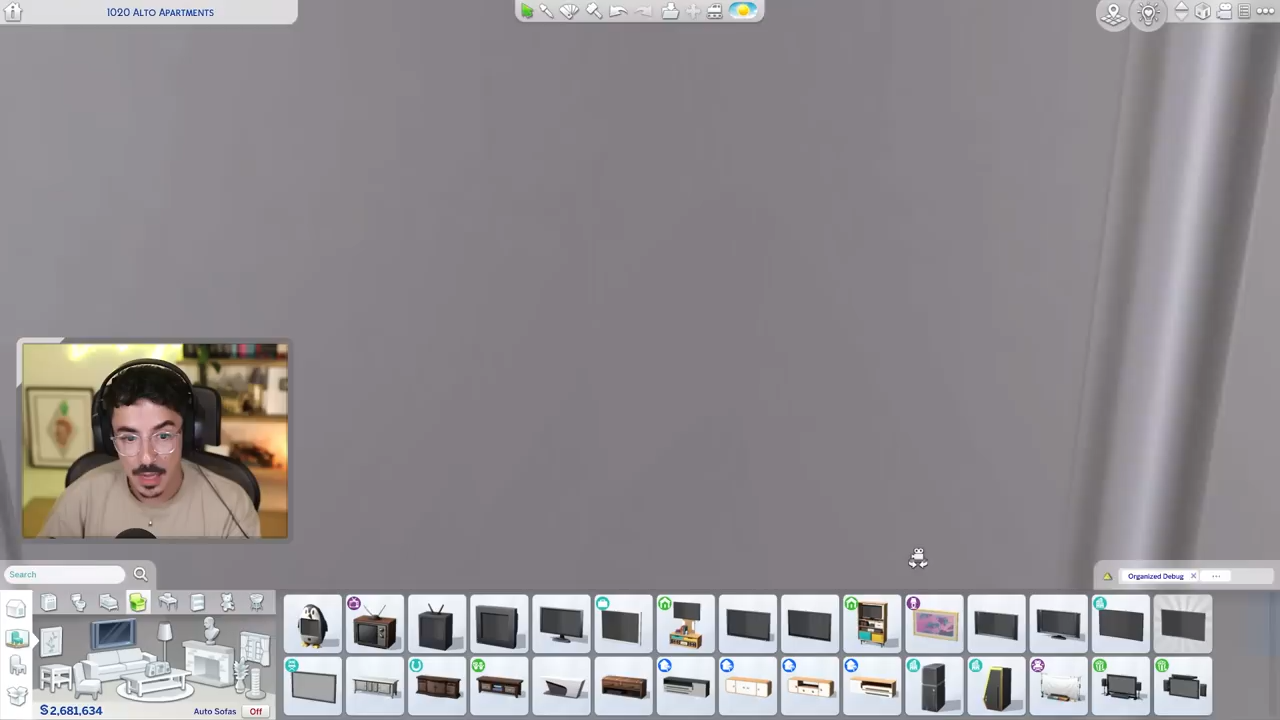 1020 Alto Apartments
Search
Organized Debug
...
§2,681,634
Auto Sofas
Off